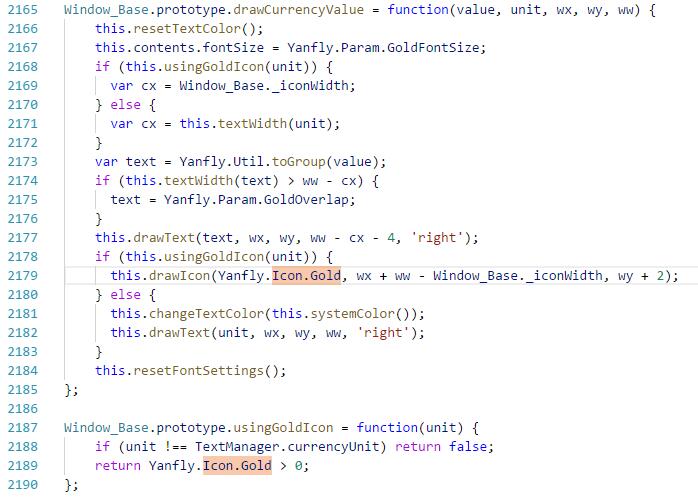 2165 Window_Base.prototype.drawCurrencyValue = function(value, unit, wx, wy, ww) {
2166     this.resetTextColor();
2167     this.contents.fontSize = Yanfly.Param.GoldFontSize;
2168     if (this.usingGoldIcon(unit)) {
2169       var cx = Window_Base._iconWidth;
2170     } else {
2171       var cx = this.textWidth(unit);
2172     }
2173     var text = Yanfly.Util.toGroup(value);
2174     if (this.textWidth(text) > ww - cx) {
2175       text = Yanfly.Param.GoldOverlap;
2176     }
2177     this.drawText(text, wx, wy, ww - cx - 4, 'right');
2178     if (this.usingGoldIcon(unit)) {
2179       this.drawIcon(Yanfly.Icon.Gold, wx + ww - Window_Base._iconWidth, wy + 2);
2180     } else {
2181       this.changeTextColor(this.systemColor());
2182       this.drawText(unit, wx, wy, ww, 'right');
2183     }
2184     this.resetFontSettings();
2185 };
2186
2187 Window_Base.prototype.usingGoldIcon = function(unit) {
2188     if (unit !== TextManager.currencyUnit) return false;
2189     return Yanfly.Icon.Gold > 0;
2190 };